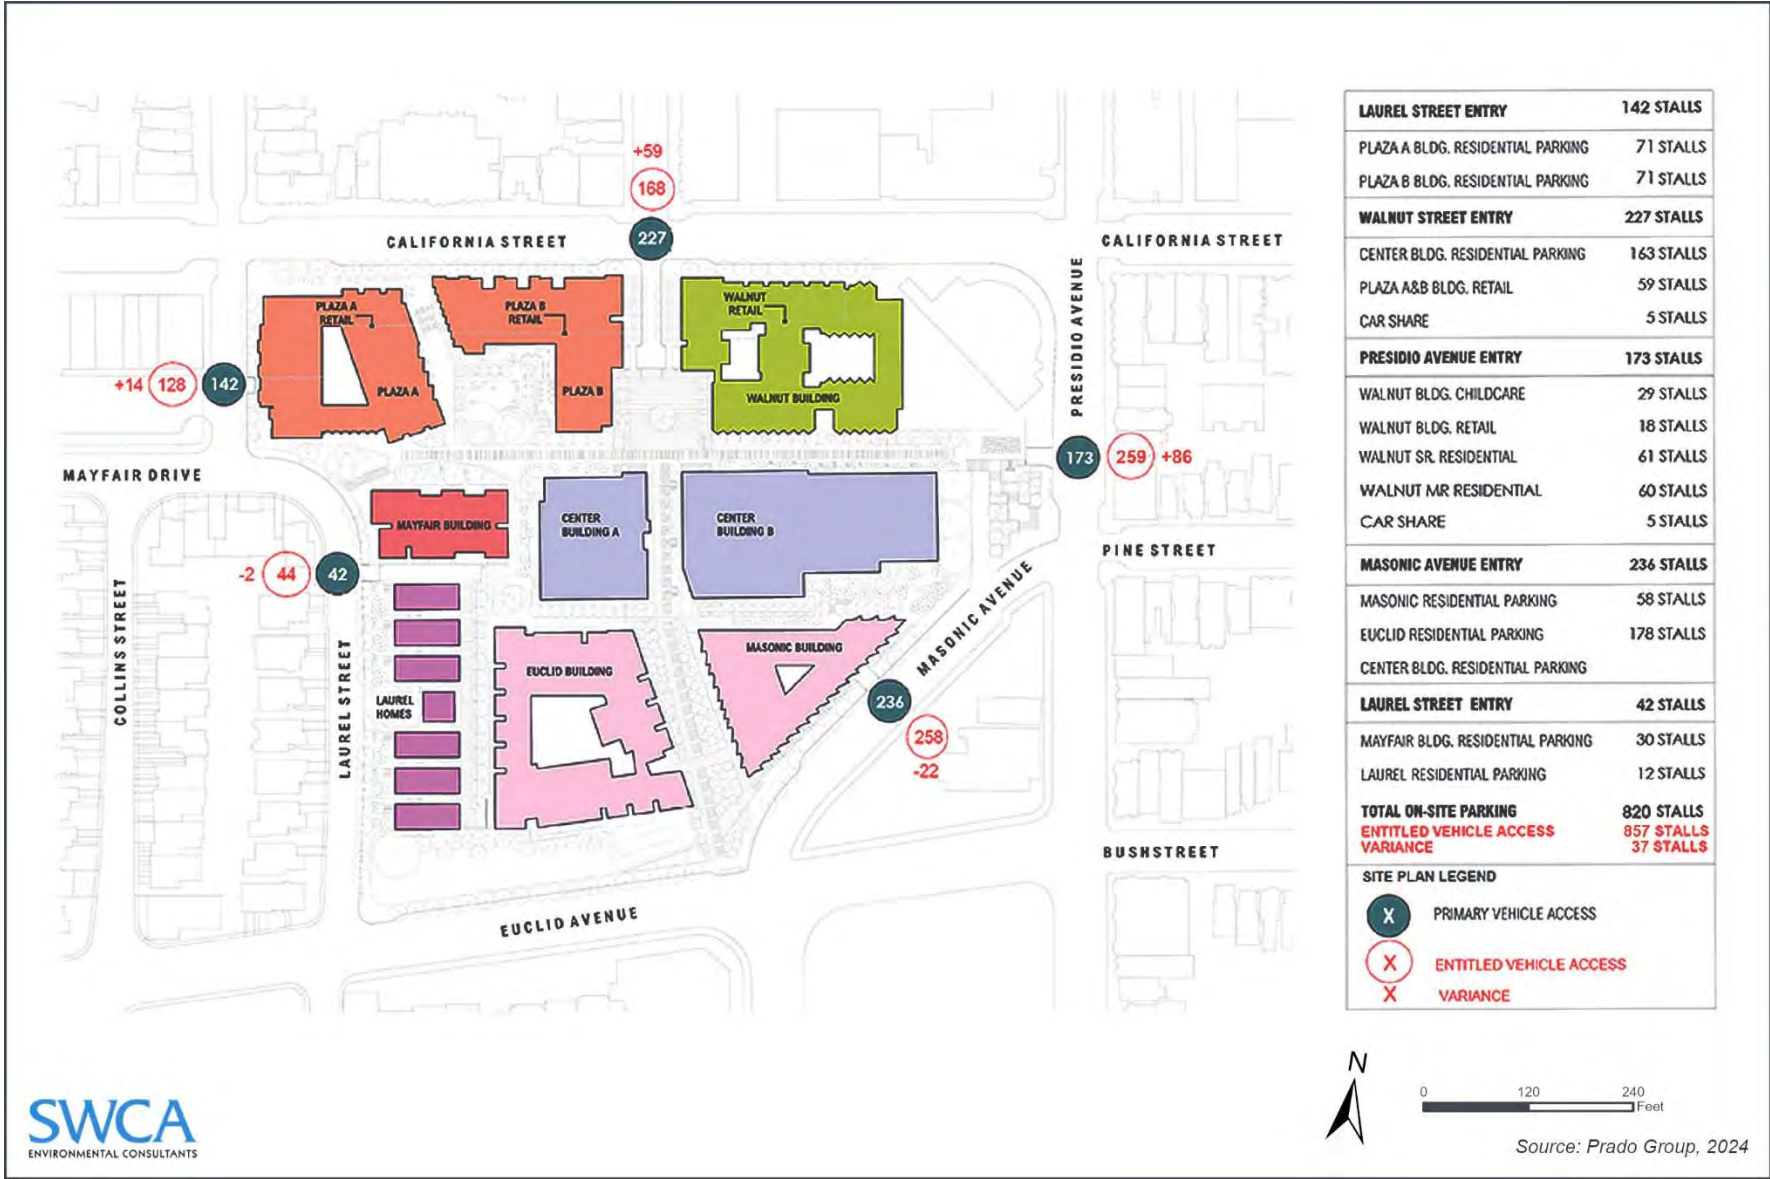 +59
168
CALIFORNIA STREET
227
CALIFORNIA STREET
PLAZA A
RETAIL
PLAZA B
RETAIL
WALNUT
RETAIL
PRESIDIO AVENUE
+14
128
142
PLAZA A
PLAZA B
WALNUT BUILDING
MAYFAIR DRIVE
173
259
+86
MAYFAIR BUILDING
CENTER
BUILDING A
CENTER
BUILDING B
PINE STREET
-2
44
42
COLLINS STREET
LAUREL STREET
LAUREL
HOMES
EUCLID BUILDING
MASONIC BUILDING
MASONIC AVENUE
236
258
-22
BUSHSTREET
EUCLID AVENUE
LAUREL STREET ENTRY 142 STALLS
PLAZA A BLDG. RESIDENTIAL PARKING 71 STALLS
PLAZA B BLDG. RESIDENTIAL PARKING 71 STALLS
WALNUT STREET ENTRY 227 STALLS
CENTER BLDG. RESIDENTIAL PARKING 163 STALLS
PLAZA A&B BLDG. RETAIL 59 STALLS
CAR SHARE 5 STALLS
PRESIDIO AVENUE ENTRY 173 STALLS
WALNUT BLDG. CHILDCARE 29 STALLS
WALNUT BLDG. RETAIL 18 STALLS
WALNUT SR. RESIDENTIAL 61 STALLS
WALNUT MR RESIDENTIAL 60 STALLS
CAR SHARE 5 STALLS
MASONIC AVENUE ENTRY 236 STALLS
MASONIC RESIDENTIAL PARKING 58 STALLS
EUCLID RESIDENTIAL PARKING 178 STALLS
CENTER BLDG. RESIDENTIAL PARKING
LAUREL STREET ENTRY 42 STALLS
MAYFAIR BLDG. RESIDENTIAL PARKING 30 STALLS
LAUREL RESIDENTIAL PARKING 12 STALLS
TOTAL ON-SITE PARKING 820 STALLS
ENTITLED VEHICLE ACCESS 857 STALLS
VARIANCE 37 STALLS
SITE PLAN LEGEND
X PRIMARY VEHICLE ACCESS
X ENTITLED VEHICLE ACCESS
X VARIANCE
N
0 120 240
Feet
SWCA
ENVIRONMENTAL CONSULTANTS
Source: Prado Group, 2024